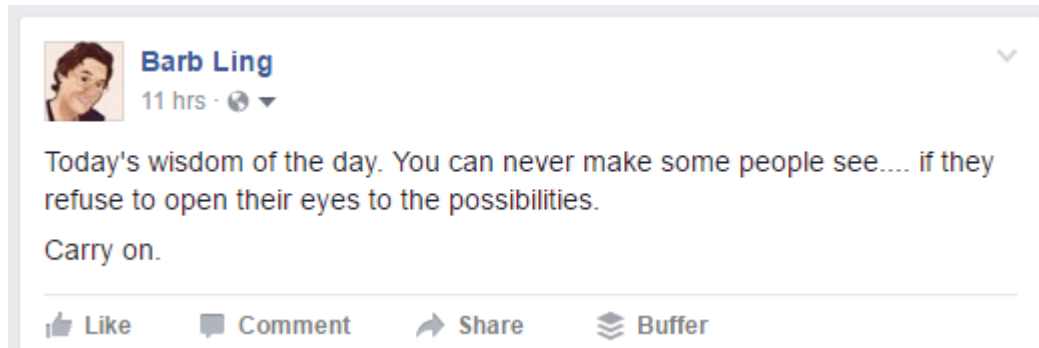 Barb Ling
11 hrs ·
Today's wisdom of the day. You can never make some people see.... if they
refuse to open their eyes to the possibilities.
Carry on.
Like Comment Share Buffer